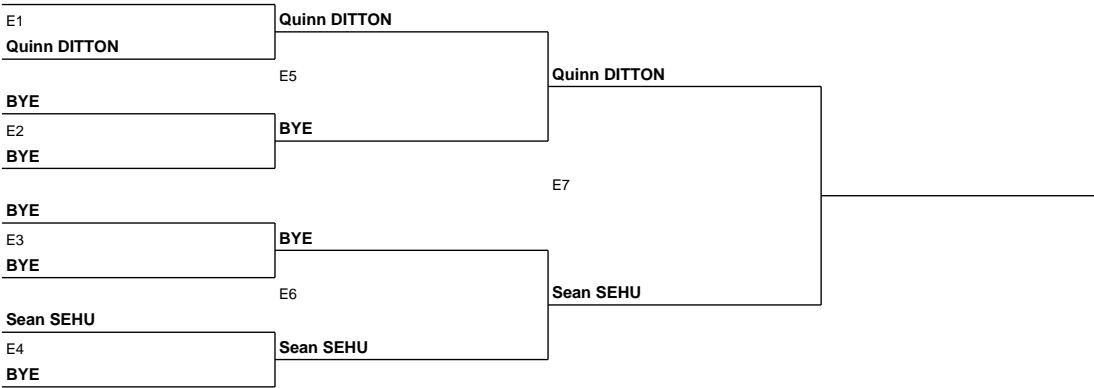 E1
Quinn DITTON
Quinn DITTON
E5
Quinn DITTON
BYE
E2
BYE
BYE
E7
BYE
E3
BYE
BYE
E6
Sean SEHU
Sean SEHU
E4
Sean SEHU
BYE